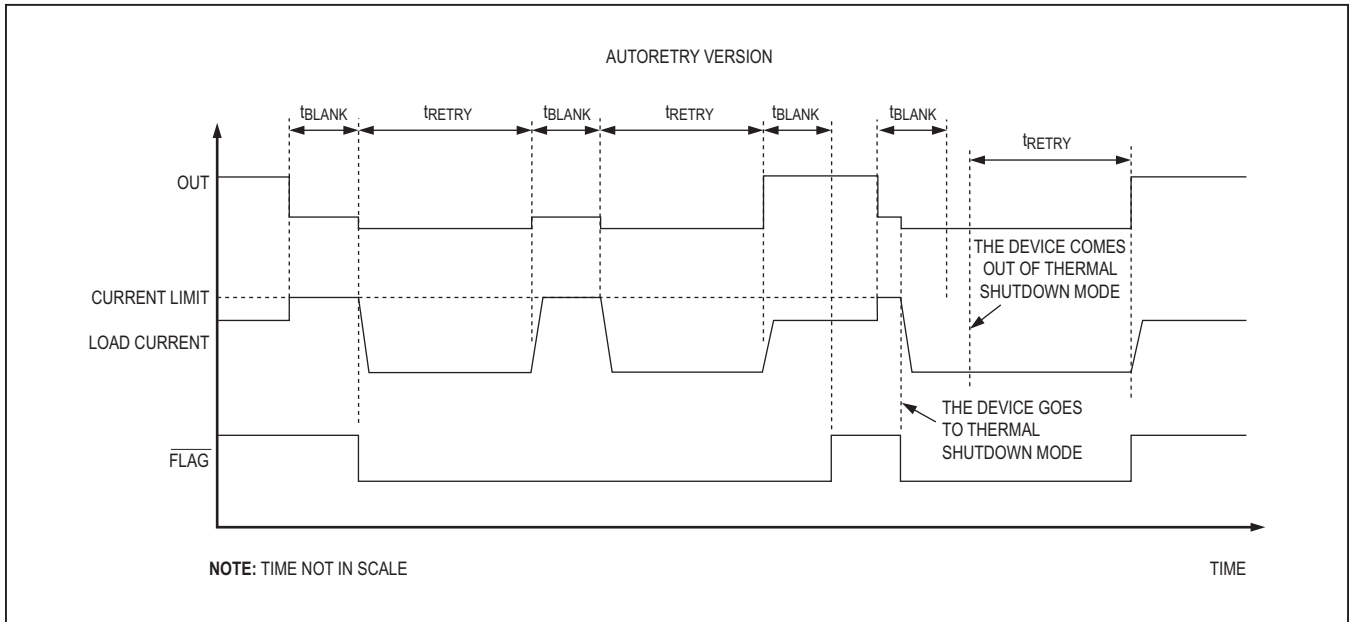 AUTORETRY VERSION
tBLANK
tRETRY
tBLANK
tRETRY
tBLANK
tBLANK
tRETRY
OUT
THE DEVICE COMES
OUT OF THERMAL
SHUTDOWN MODE
CURRENT LIMIT
LOAD CURRENT
THE DEVICE GOES
TO THERMAL
SHUTDOWN MODE
FLAG
NOTE: TIME NOT IN SCALE
TIME